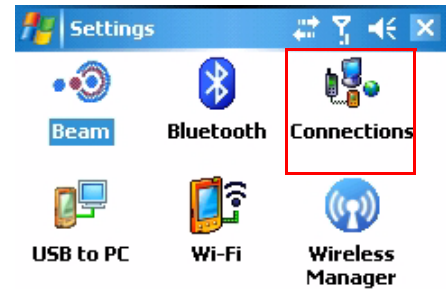 Settings
Beam Bluetooth Connections
USB to PC Wi-Fi Wireless
Manager